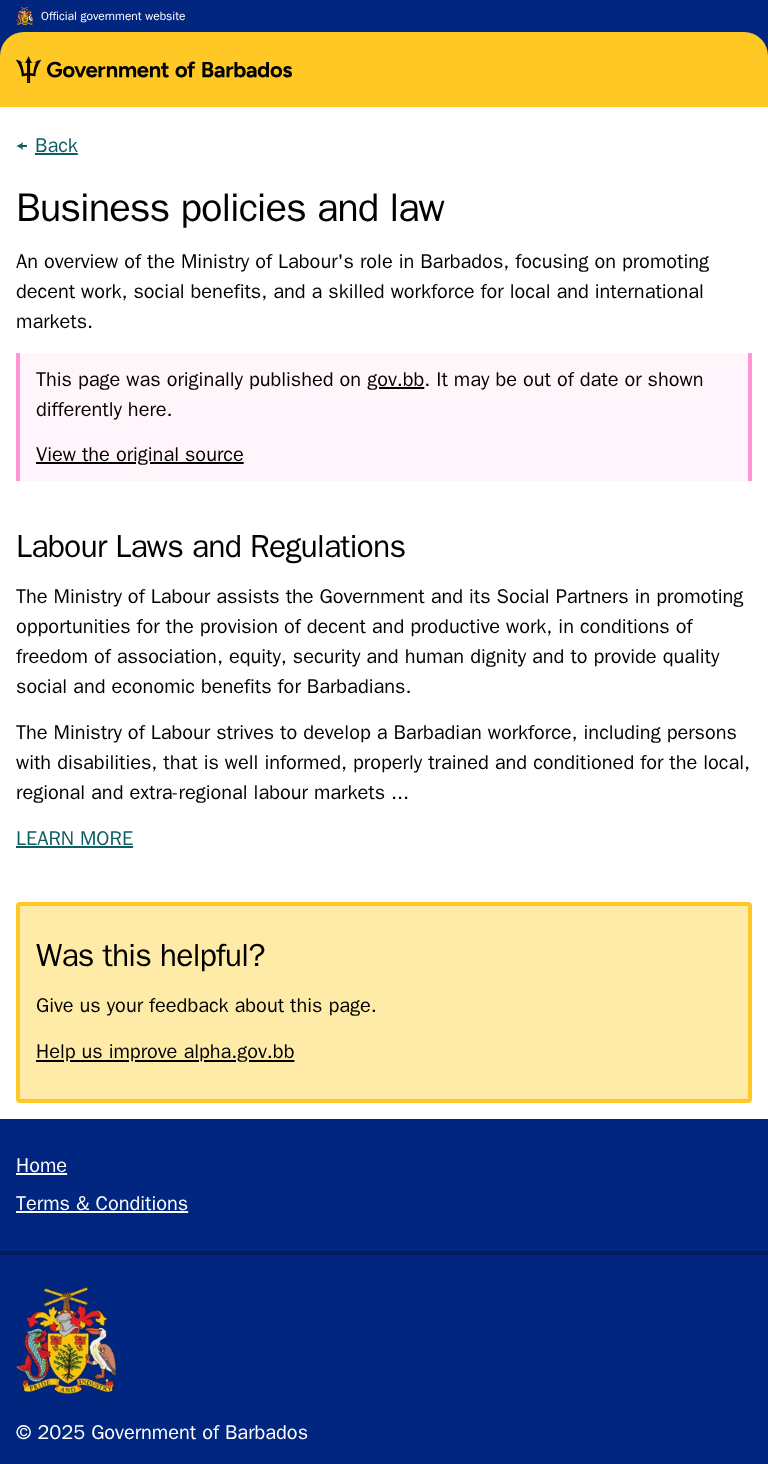 Official government website
Government of Barbados
Back
Business policies and law
An overview of the Ministry of Labour's role in Barbados, focusing on promoting
decent work, social benefits, and a skilled workforce for local and international
markets.
This page was originally published on gov.bb. It may be out of date or shown
differently here.
View the original source
Labour Laws and Regulations
The Ministry of Labour assists the Government and its Social Partners in promoting
opportunities for the provision of decent and productive work, in conditions of
freedom of association, equity, security and human dignity and to provide quality
social and economic benefits for Barbadians.
The Ministry of Labour strives to develop a Barbadian workforce, including persons
with disabilities, that is well informed, properly trained and conditioned for the local,
regional and extra-regional labour markets ...
LEARN MORE
Was this helpful?
Give us your feedback about this page.
Help us improve alpha.gov.bb
Home
Terms & Conditions
PRIDE AND INDUSTRY
© 2025 Government of Barbados